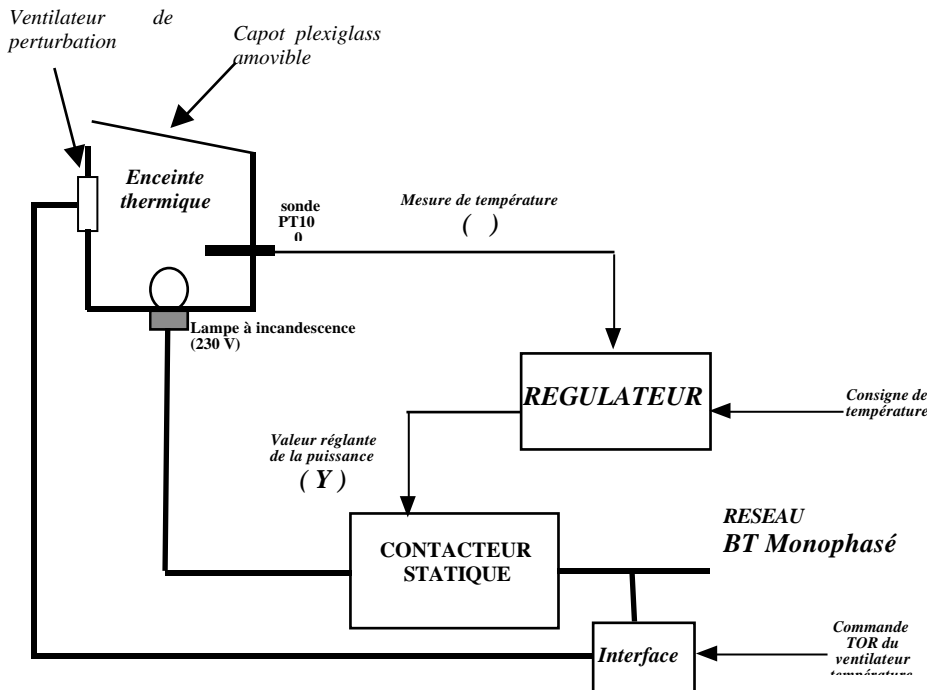 Ventilateur de
perturbation
Capot plexiglass
amovible
Enceinte
thermique
sonde
PT10
0
Mesure de température
( )
Lampe à incandescence
(230 V)
REGULATEUR
Consigne de
température
Valeur réglante
de la puissance
( Y )
CONTACTEUR
STATIQUE
RESEAU
BT Monophasé
Interface
Commande
TOR du
ventilateur
température